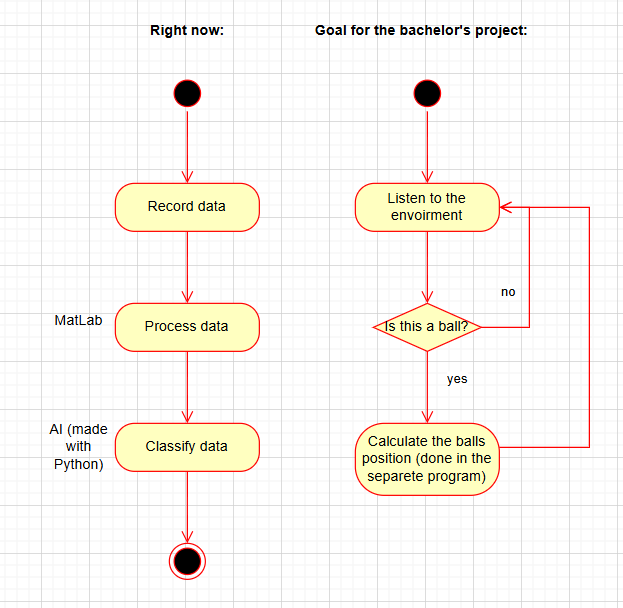 Right now:
Goal for the bachelor's project:
Record data
Listen to the
envoirment
no
MatLab
Process data
Is this a ball?
yes
AI (made
with
Python)
Classify data
Calculate the balls
position (done in the
separete program)